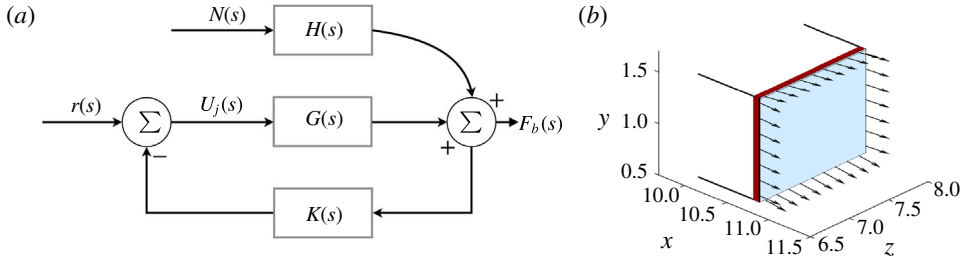 (a)
N(s)
H(s)
r(s)
Σ
U_j(s)
G(s)
+
+
Σ
F_b(s)
−
K(s)
(b)
1.5
y 1.0
0.5
10.0
10.5
11.0
11.5
x
6.5
7.0
7.5
8.0
z